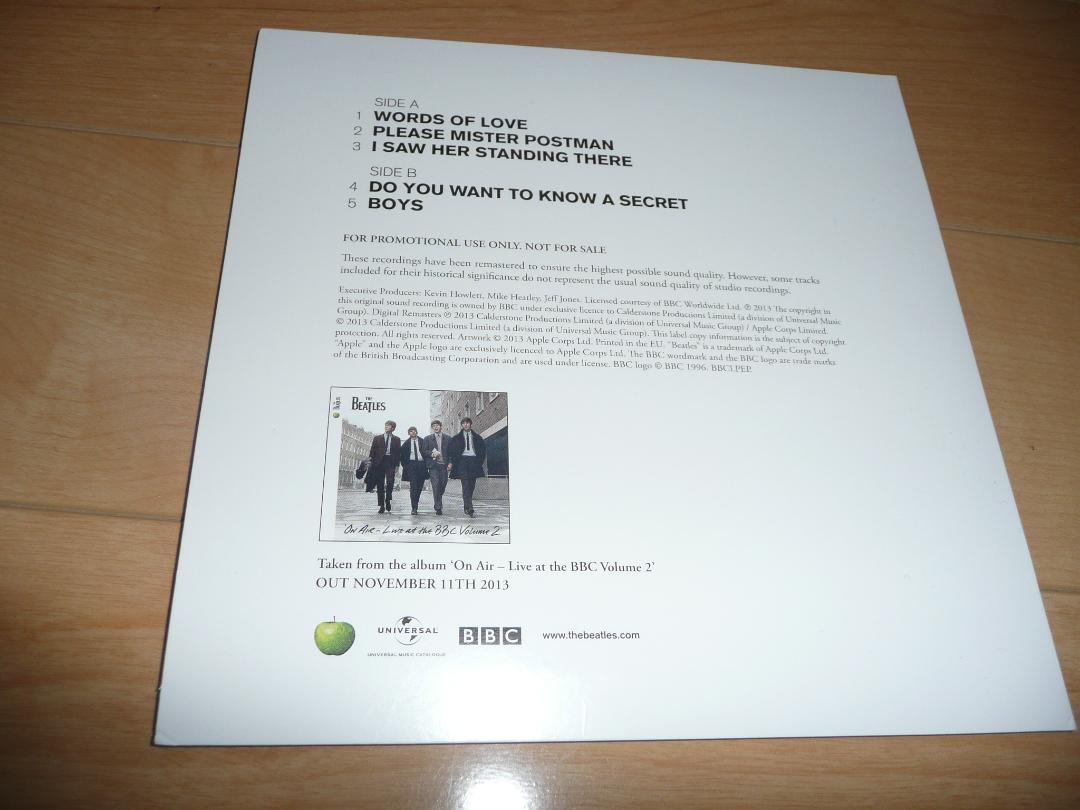 SIDE A
1 WORDS OF LOVE
2 PLEASE MISTER POSTMAN
3 I SAW HER STANDING THERE
SIDE B
4 DO YOU WANT TO KNOW A SECRET
5 BOYS
FOR PROMOTIONAL USE ONLY. NOT FOR SALE
These recordings have been remastered to ensure the highest possible sound quality. However, some tracks
included for their historical significance do not represent the usual sound quality of studio recordings.
Executive Producers: Kevin Howlett, Mike Heatley, Jeff Jones. Licensed courtesy of BBC Worldwide Ltd. ℗ 2013 The copyright in
this original sound recording is owned by BBC under exclusive licence to Calderstone Productions Limited (a division of Universal Music
Group). Digital Remasters ℗ 2013 Calderstone Productions Limited (a division of Universal Music Group) / Apple Corps Limited.
© 2013 Calderstone Productions Limited (a division of Universal Music Group). This label copy information is the subject of copyright
protection. All rights reserved. Artwork © 2013 Apple Corps Ltd. Printed in the EU. "Beatles" is a trademark of Apple Corps Ltd.
"Apple" and the Apple logo are exclusively licenced to Apple Corps Ltd. The BBC wordmark and the BBC logo are trade marks
of the British Broadcasting Corporation and are used under license. BBC logo © BBC 1996. BBC1PEP.
THE
BEATLES
'On Air - Live at the BBC Volume 2'
Taken from the album ‘On Air – Live at the BBC Volume 2’
OUT NOVEMBER 11TH 2013
UNIVERSAL
UNIVERSAL MUSIC CATALOGUE
BBC
www.thebeatles.com